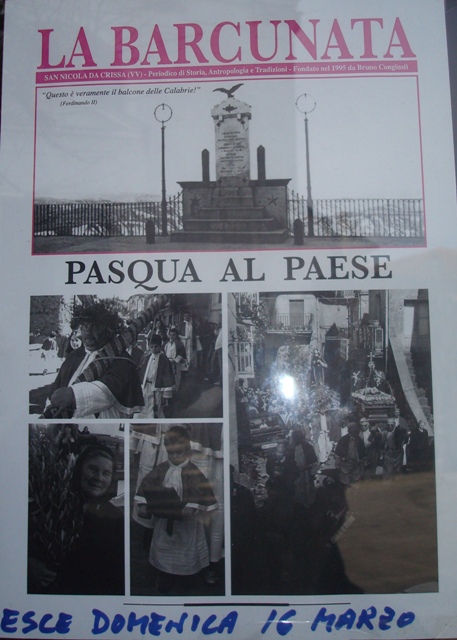 LA BARCUNATA
SAN NICOLA DA CRISSA (VV) - Periodico di Storia, Antropologia e Tradizioni - Fondato nel 1995 da Bruno Congiustì
"Questo è veramente il balcone delle Calabrie!"
(Ferdinando II)
PASQUA AL PAESE
ESCE DOMENICA 16 MARZO